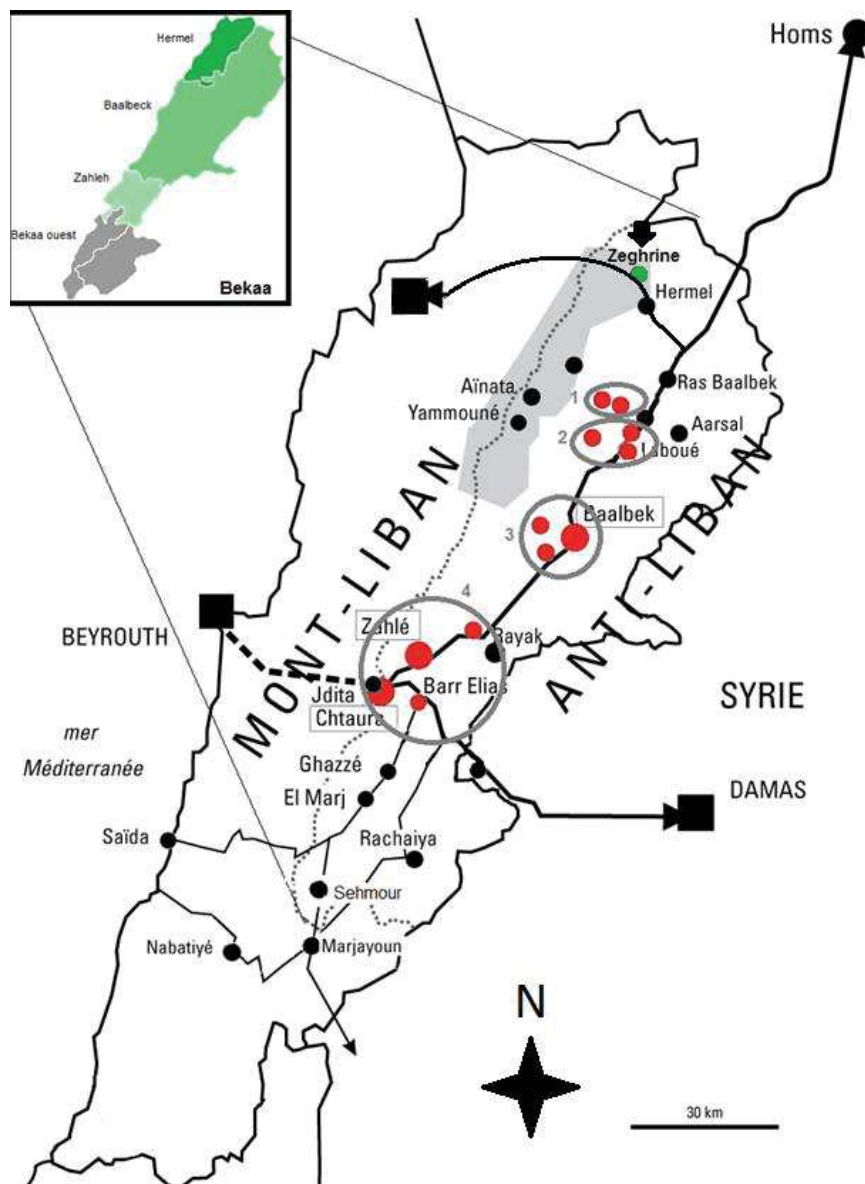 Hermel
Baalbeck
Zahleh
Bekaa ouest
Bekaa
Homs
Zeghrine
Hermel
Ras Baalbek
Aïnata
1
Yammouné
Aarsal
2
Laboué
MONT-LIBAN
ANTI-LIBAN
Baalbek
3
4
BEYROUTH
Zahlé
Rayak
Jdita
Barr Elias
Chtaura
SYRIE
mer
Méditerranée
Ghazzé
DAMAS
El Marj
Saïda
Rachaiya
Sehmour
Nabatiyé
Marjayoun
N
30 km